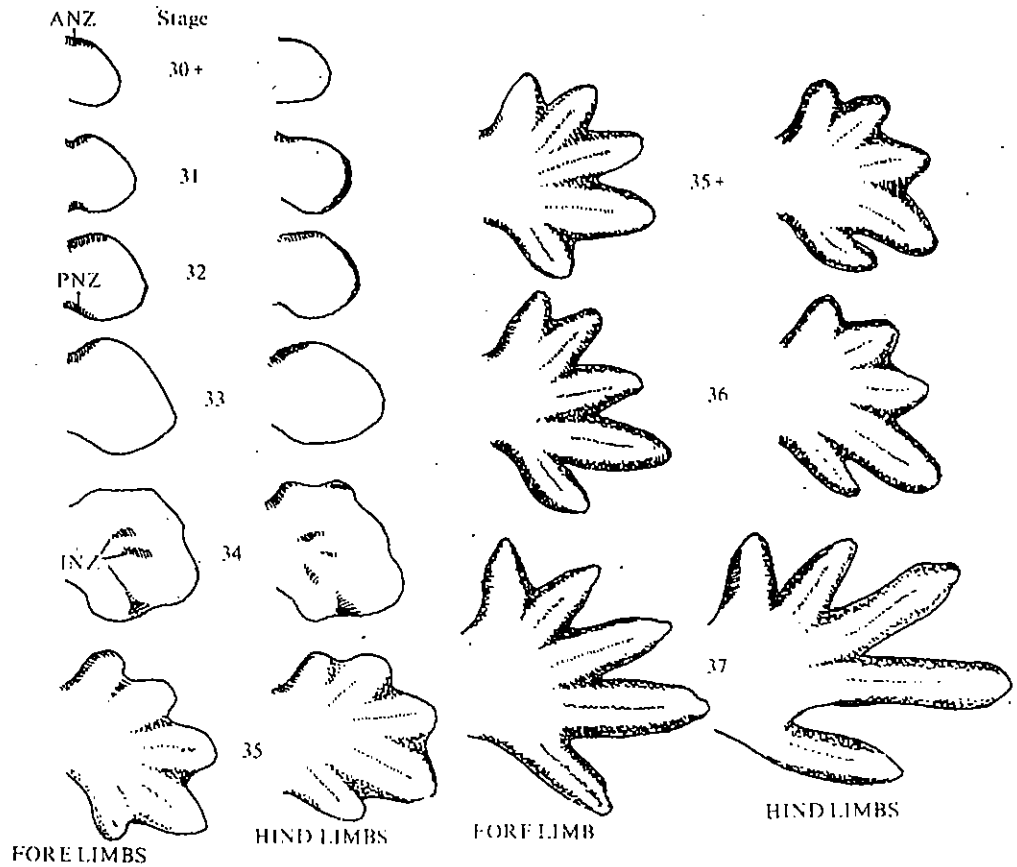 ANZ Stage
30+
31
32
PNZ
33
34
INZ
35
FORE LIMBS
HIND LIMBS
35+
36
37
FORE LIMB
HIND LIMBS